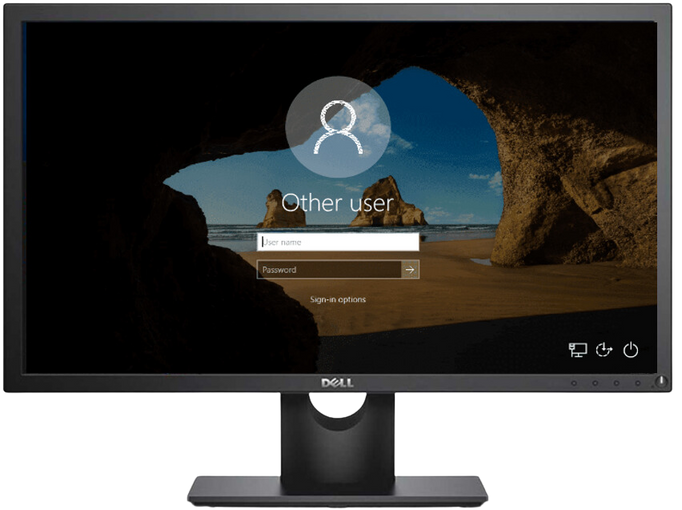 Other user
User name
Password
Sign-in options
DELL